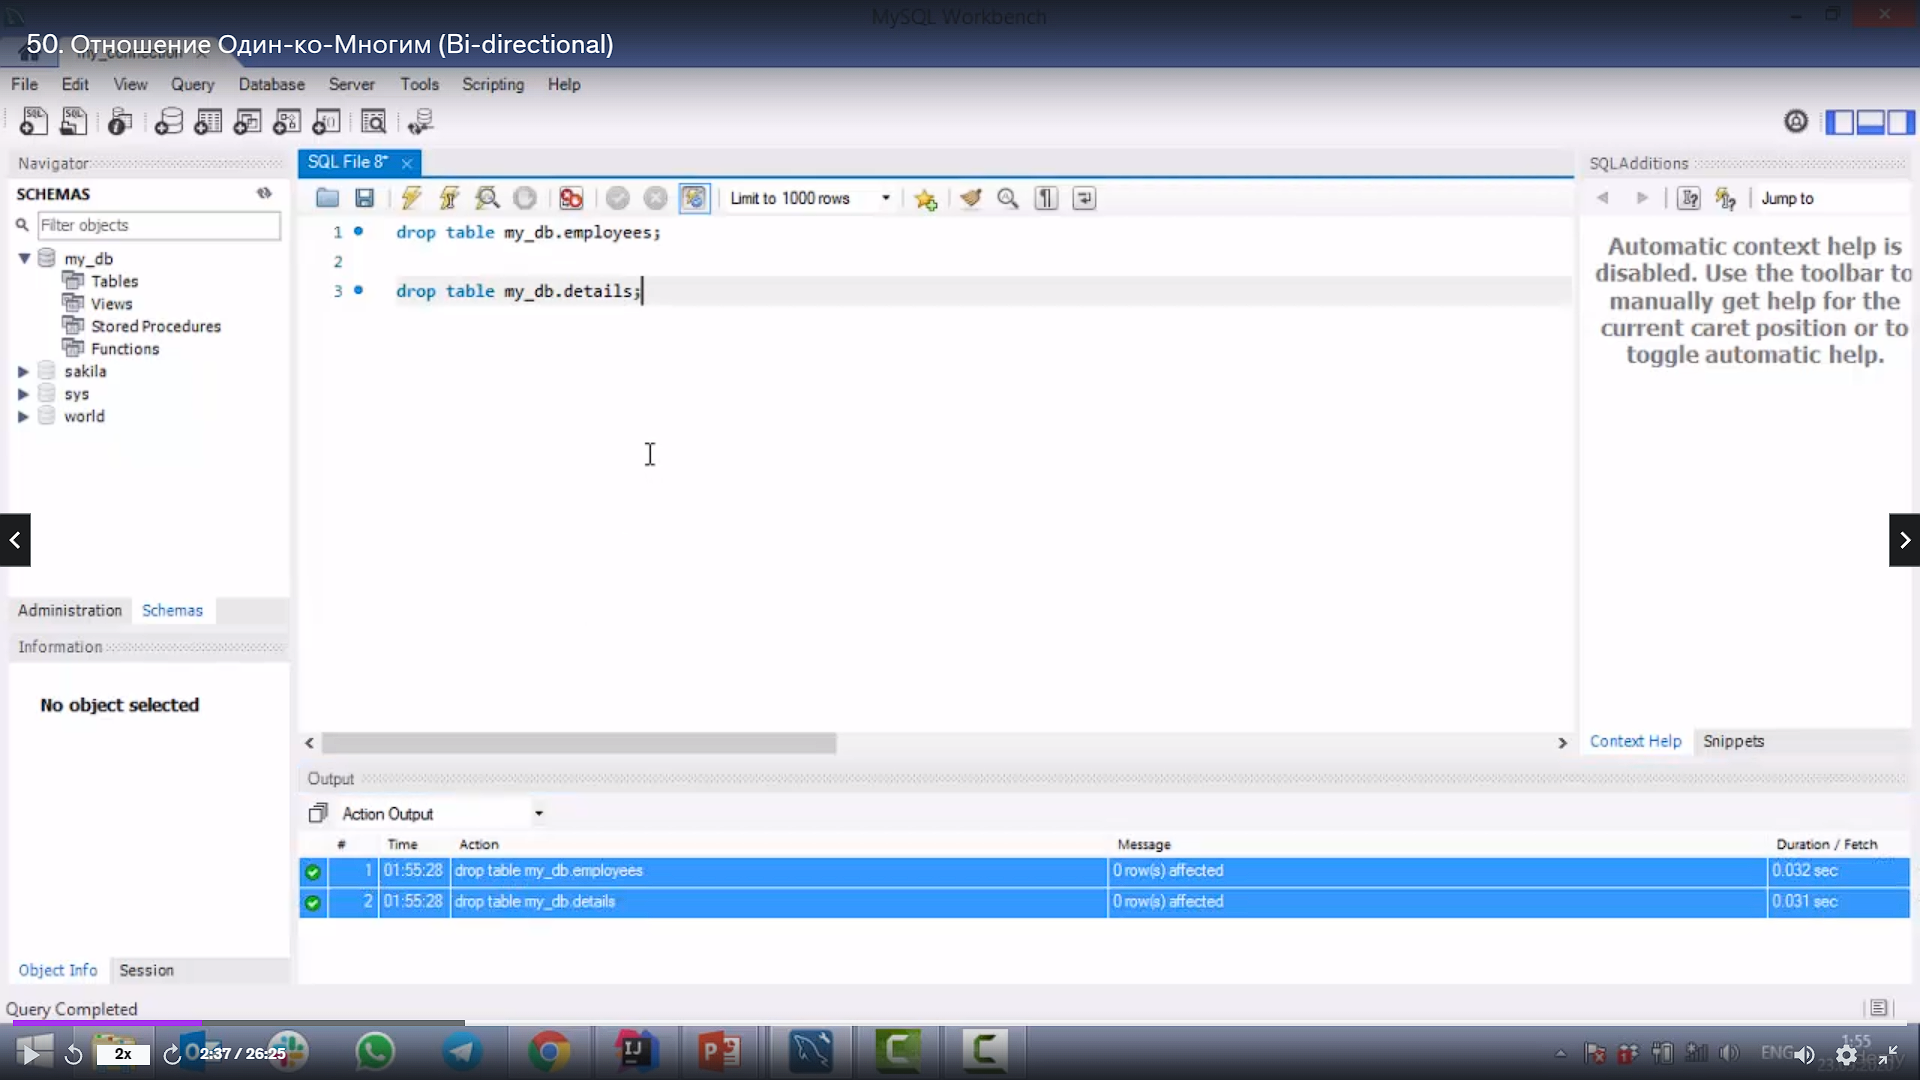 MySQL Workbench
50. Отношение Один-ко-Многим (Bi-directional)
my_connection
File Edit View Query Database Server Tools Scripting Help
Navigator
SCHEMAS
Filter objects
my_db
Tables
Views
Stored Procedures
Functions
sakila
sys
world
Administration Schemas
Information
No object selected
Object Info Session
SQL File 8*
Limit to 1000 rows
1 drop table my_db.employees;
2
3 drop table my_db.details;
SQLAdditions
Jump to
Automatic context help is
disabled. Use the toolbar to
manually get help for the
current caret position or to
toggle automatic help.
Context Help Snippets
Output
Action Output
# Time Action Message Duration / Fetch
1 01:55:28 drop table my_db.employees 0 row(s) affected 0.032 sec
2 01:55:28 drop table my_db.details 0 row(s) affected 0.031 sec
Query Completed
2x 2:37 / 26:25
ENG
1:55